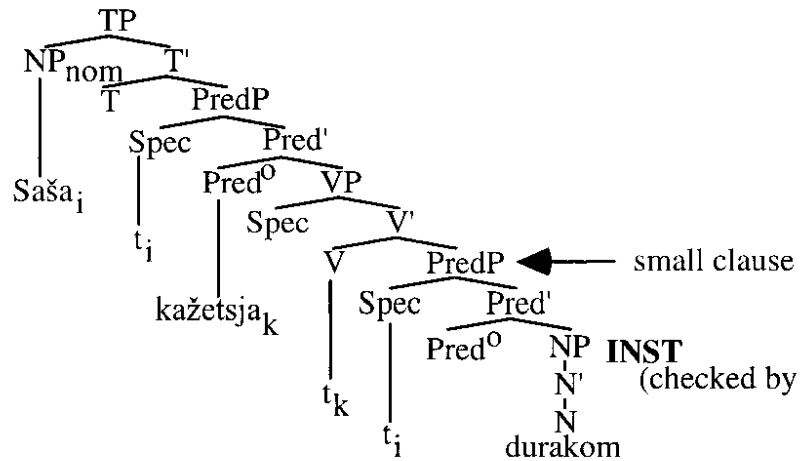 TP
NPnom T'
T PredP
Spec Pred'
Sašai Predo VP
ti Spec V'
V PredP small clause
kažetsjak Spec Pred'
Predo NP INST
N' (checked by
tk N
ti durakom